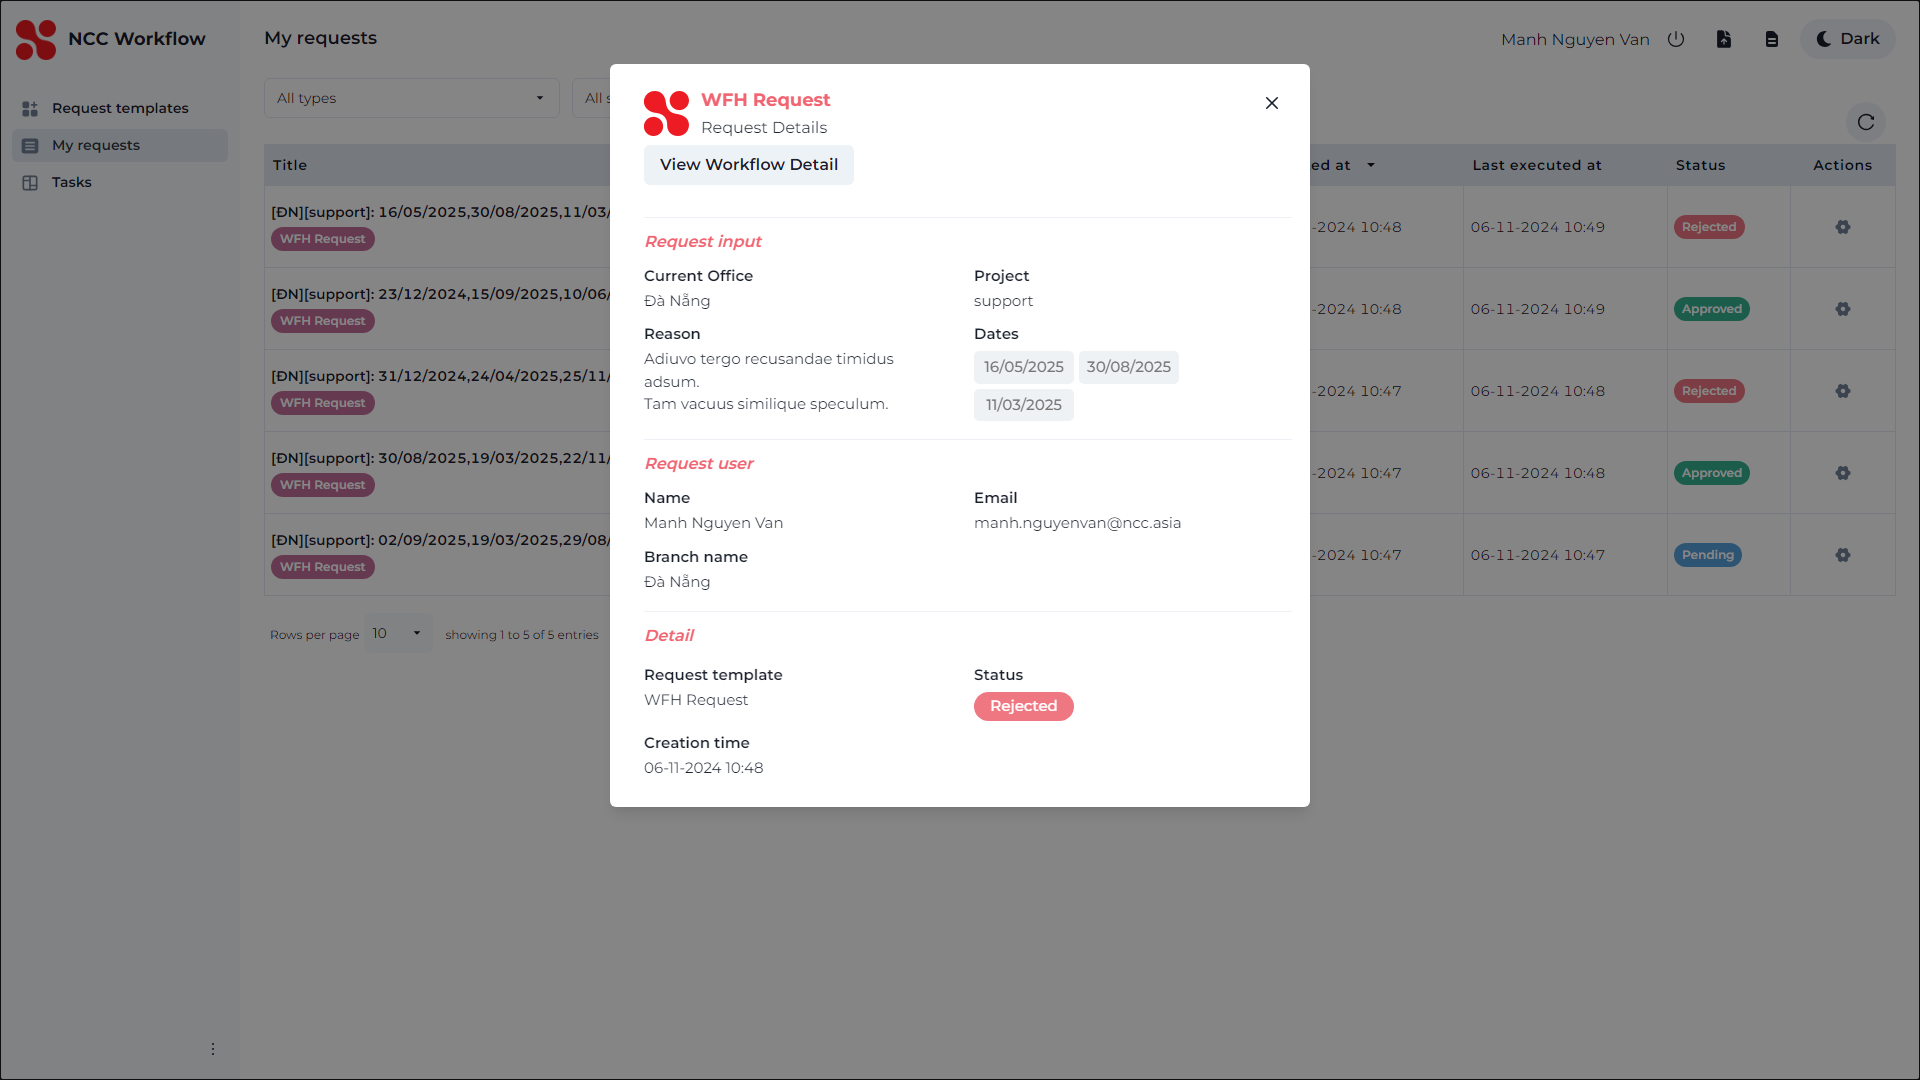 NCC Workflow
My requests
Manh Nguyen Van
Dark
Request templates
My requests
Tasks
All types
All s
Title
ed at
Last executed at
Status
Actions
[ĐN][support]: 16/05/2025,30/08/2025,11/03/
WFH Request
-2024 10:48
06-11-2024 10:49
Rejected
[ĐN][support]: 23/12/2024,15/09/2025,10/06/
WFH Request
-2024 10:48
06-11-2024 10:49
Approved
[ĐN][support]: 31/12/2024,24/04/2025,25/11/
WFH Request
-2024 10:47
06-11-2024 10:48
Rejected
[ĐN][support]: 30/08/2025,19/03/2025,22/11/
WFH Request
-2024 10:47
06-11-2024 10:48
Approved
[ĐN][support]: 02/09/2025,19/03/2025,29/08/
WFH Request
-2024 10:47
06-11-2024 10:47
Pending
Rows per page
10
showing 1 to 5 of 5 entries
WFH Request
Request Details
View Workflow Detail
Request input
Current Office
Đà Nẵng
Project
support
Reason
Adiuvo tergo recusandae timidus
adsum.
Tam vacuus similique speculum.
Dates
16/05/2025
30/08/2025
11/03/2025
Request user
Name
Manh Nguyen Van
Email
manh.nguyenvan@ncc.asia
Branch name
Đà Nẵng
Detail
Request template
WFH Request
Status
Rejected
Creation time
06-11-2024 10:48